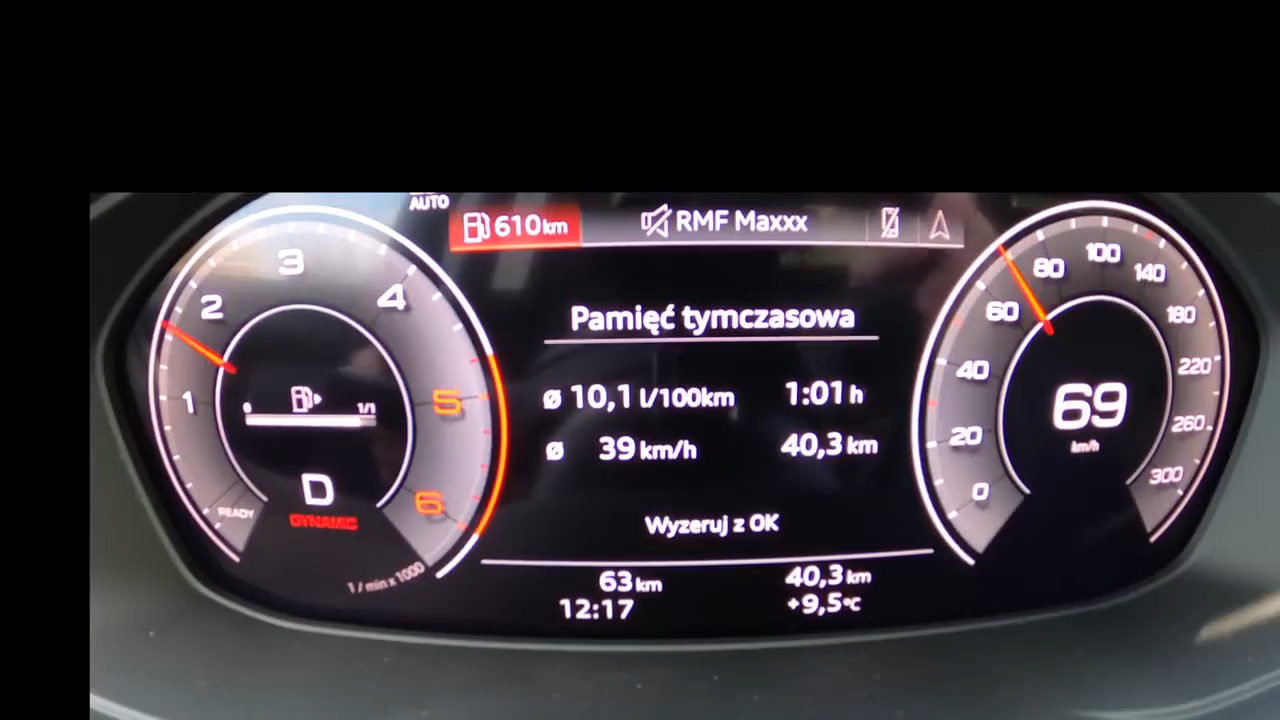 AUTO
610 km
RMF Maxxx
Pamięć tymczasowa
ø 10,1 l/100km 1:01 h
ø 39 km/h 40,3 km
Wyzeruj z OK
63 km 40,3 km
12:17 +9,5°C
READY
1
2
3
4
5
6
0 1/1
D
DYNAMIC
1 / min x 1000
0
20
40
60
80
100
140
180
220
260
300
69
km/h